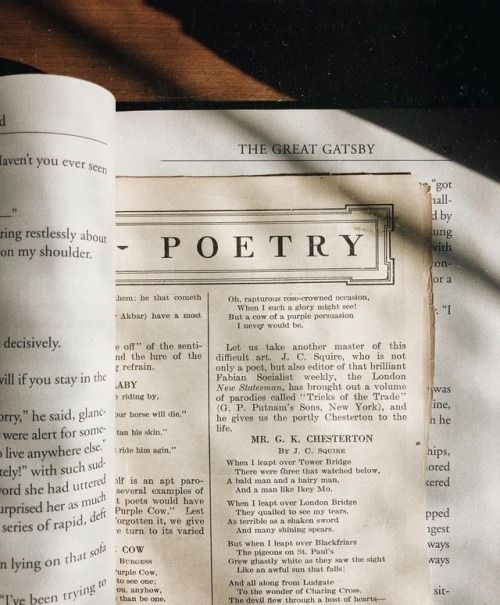 d
Haven't you ever seen
—"
ring restlessly about
on my shoulder.
decisively.
will if you stay in the
orry," he said, glanc-
were alert for some-
o live anywhere else."
tely!" with such sud-
word she had uttered
urprised her as much
series of rapid, deft
n lying on that sofa
"I've been trying to
THE GREAT GATSBY
- POETRY
hem; he that cometh
Akbar) have a most
e off" of the senti-
nd the lure of the
g refrain.
LABY
e riding by,
our horse will die,"
tan his skin,"
l ride him agin,"
elf is an apt paro-
several examples of
t poets would have
Purple Cow." Lest
forgotten it, we give
e turn to its varied
COW
BURGESS
urple Cow,
to see one;
ou, anyhow,
than be one.
Oh, rapturous rose-crowned occasion,
When I such a glory might see!
But a cow of a purple persuasion
I never would be.
Let us take another master of this
difficult art. J. C. Squire, who is not
only a poet, but also editor of that brilliant
Fabian Socialist weekly, the London
New Statesman, has brought out a volume
of parodies called "Tricks of the Trade"
(G. P. Putnam's Sons, New York), and
he gives us the portly Chesterton to the
life.
MR. G. K. CHESTERTON
BY J. C. SQUIRE
When I leapt over Tower Bridge
There were three that watched below,
A bald man and a hairy man,
And a man like Ikey Mo.
When I leapt over London Bridge
They quailed to see my tears,
As terrible as a shaken sword
And many shining spears.
But when I leapt over Blackfriars
The pigeons on St. Paul's
Grew ghastly white as they saw the sight
Like an awful sun that falls;
And all along from Ludgate
To the wonder of Charing Cross,
The devil flew through a host of hearts—
"got
hall-
d by
ung
with
con-
or a
"I
was
ine,
n he
hips,
ored
kered
pped
ngest
ways
ways
sit-